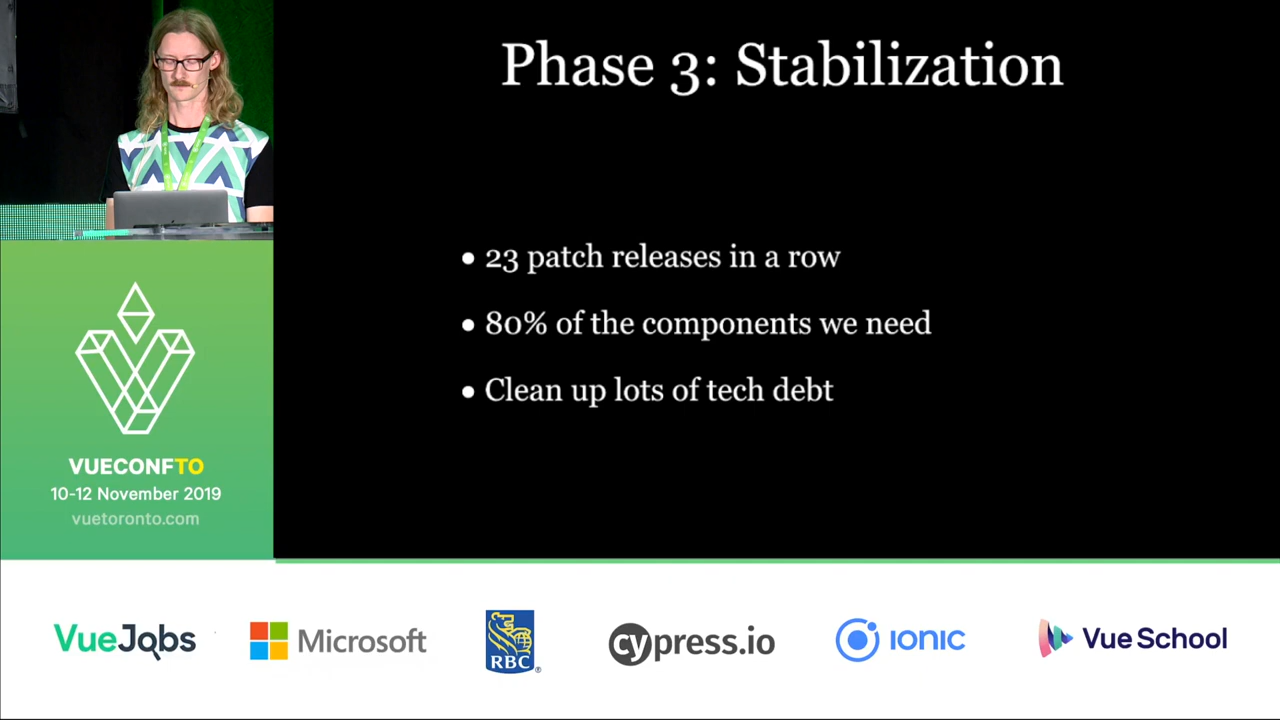 Phase 3: Stabilization
• 23 patch releases in a row
• 80% of the components we need
• Clean up lots of tech debt
VUECONFTO
10-12 November 2019
vuetoronto.com
VueJobs
Microsoft
RBC
®
cypress.io
IONIC
Vue School